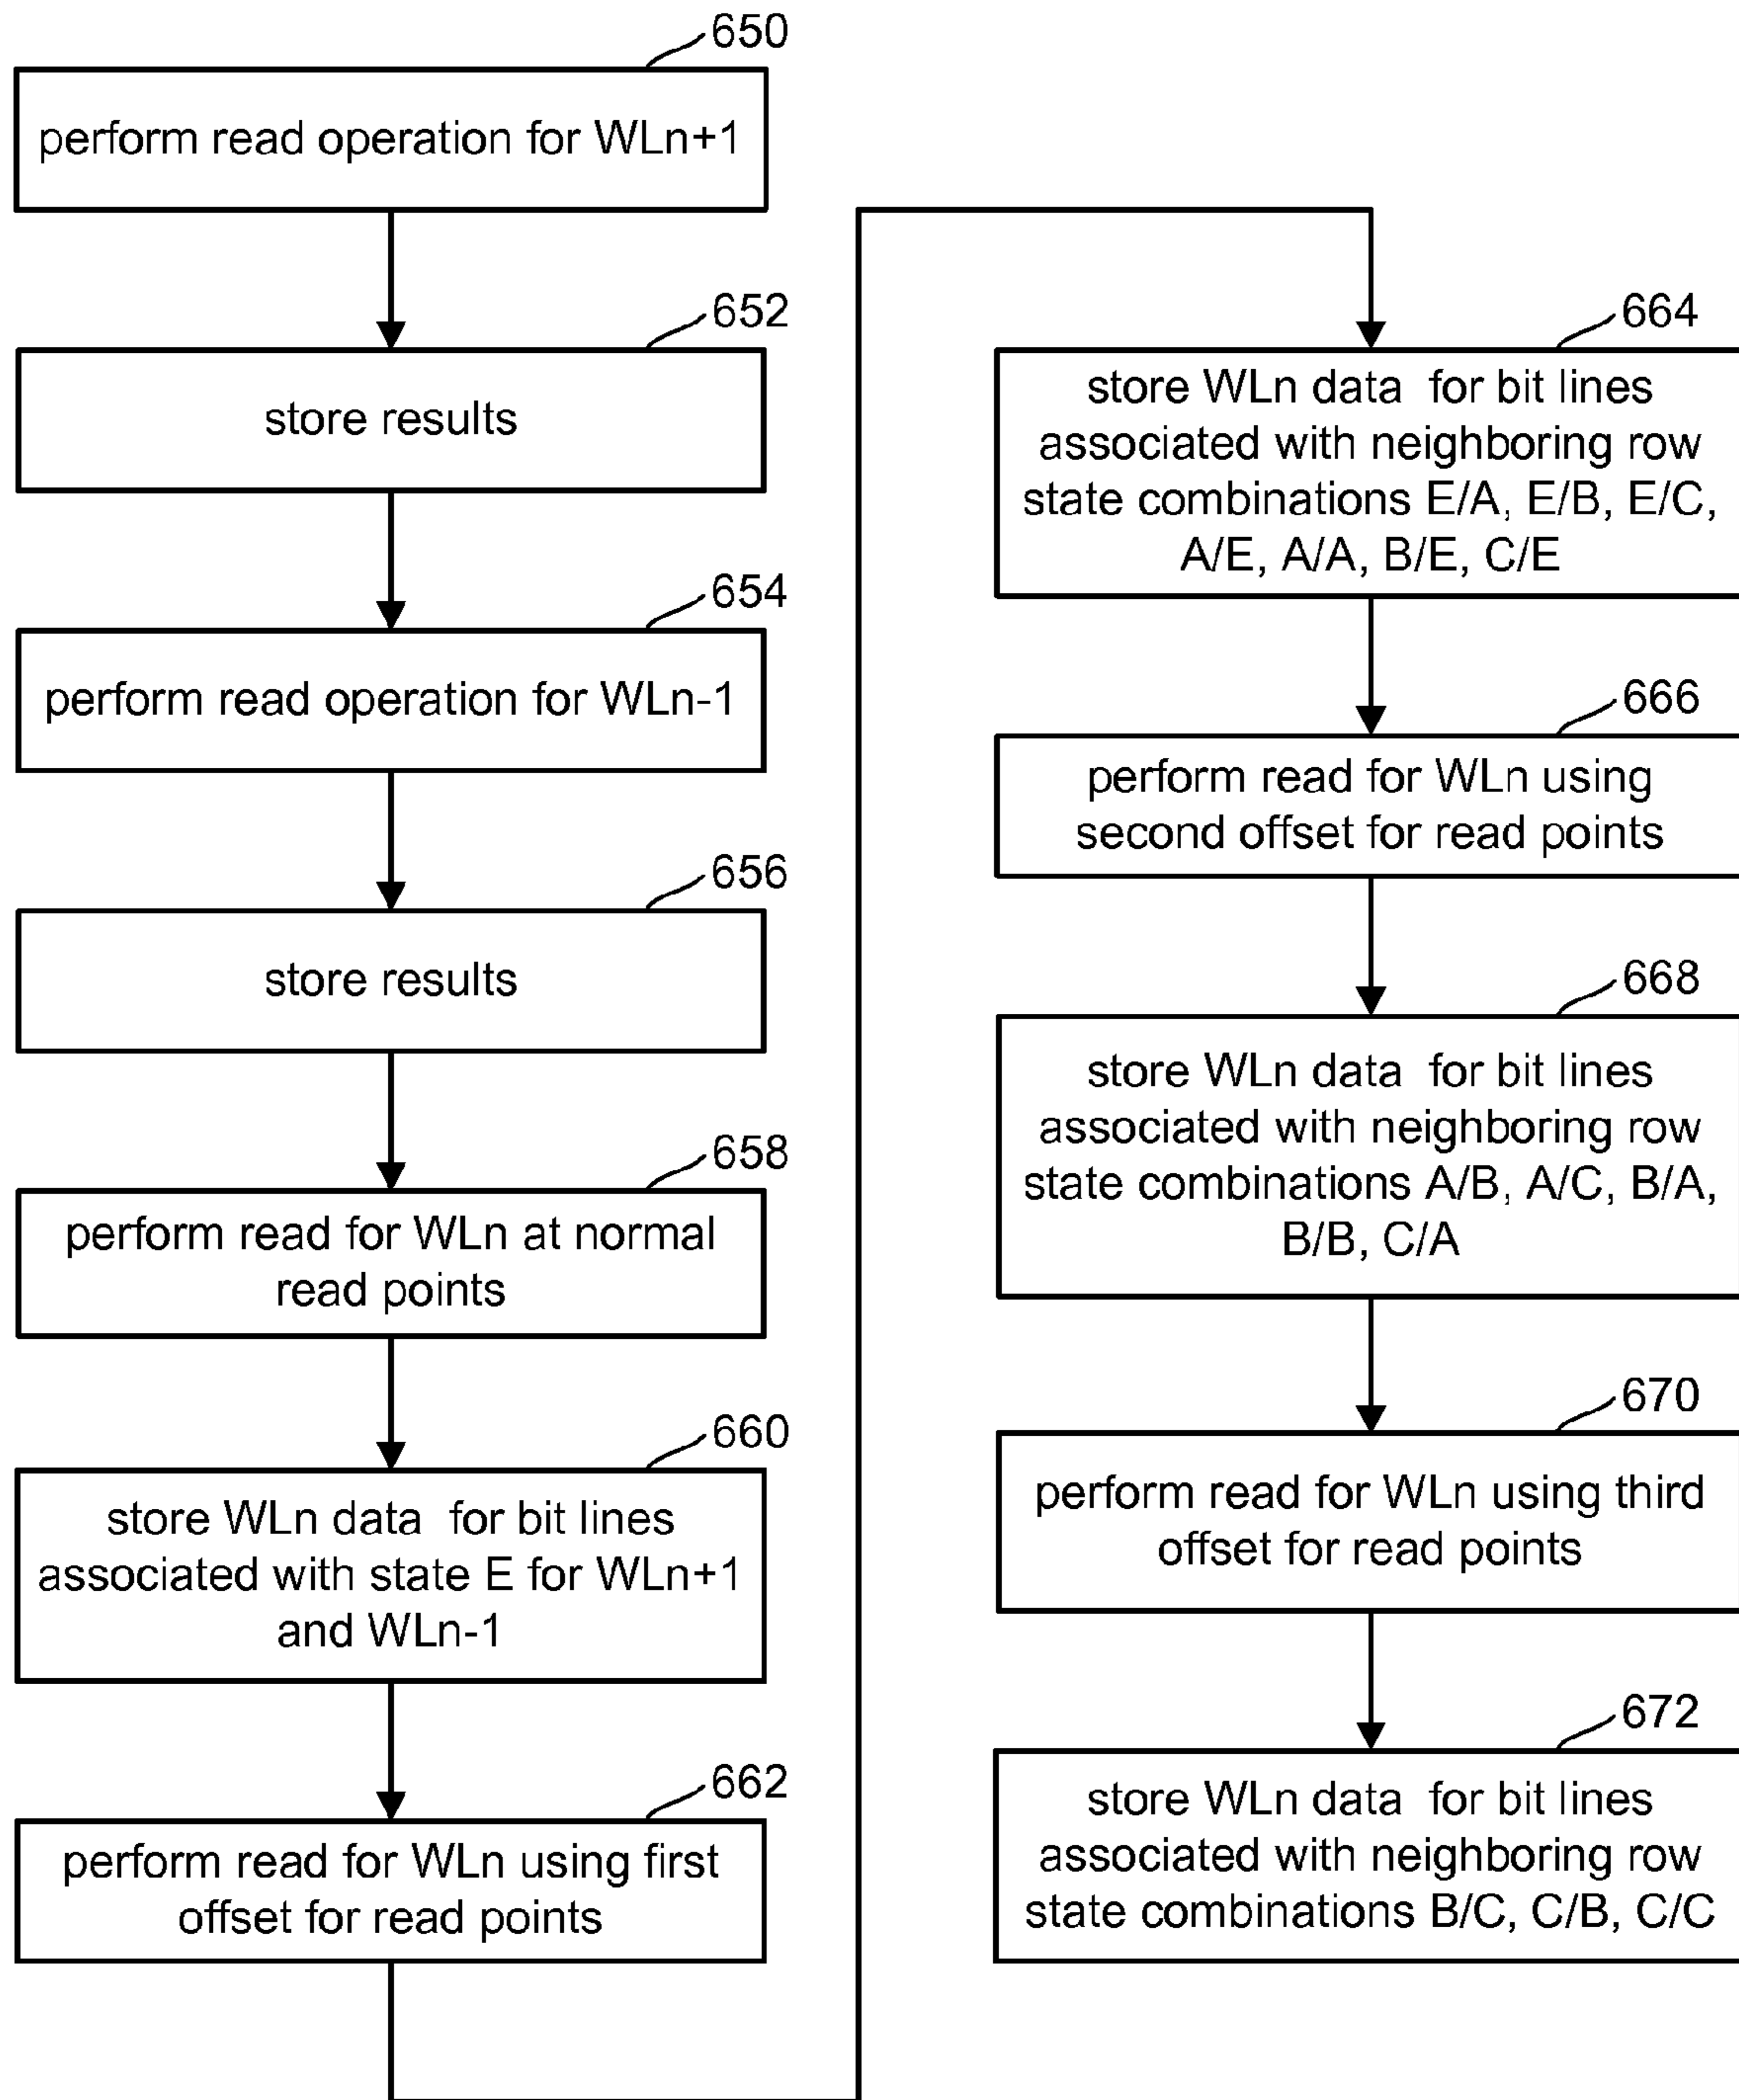 650
perform read operation for WLn+1
652
store results
654
perform read operation for WLn-1
656
store results
658
perform read for WLn at normal
read points
660
store WLn data for bit lines
associated with state E for WLn+1
and WLn-1
662
perform read for WLn using first
offset for read points
664
store WLn data for bit lines
associated with neighboring row
state combinations E/A, E/B, E/C,
A/E, A/A, B/E, C/E
666
perform read for WLn using
second offset for read points
668
store WLn data for bit lines
associated with neighboring row
state combinations A/B, A/C, B/A,
B/B, C/A
670
perform read for WLn using third
offset for read points
672
store WLn data for bit lines
associated with neighboring row
state combinations B/C, C/B, C/C